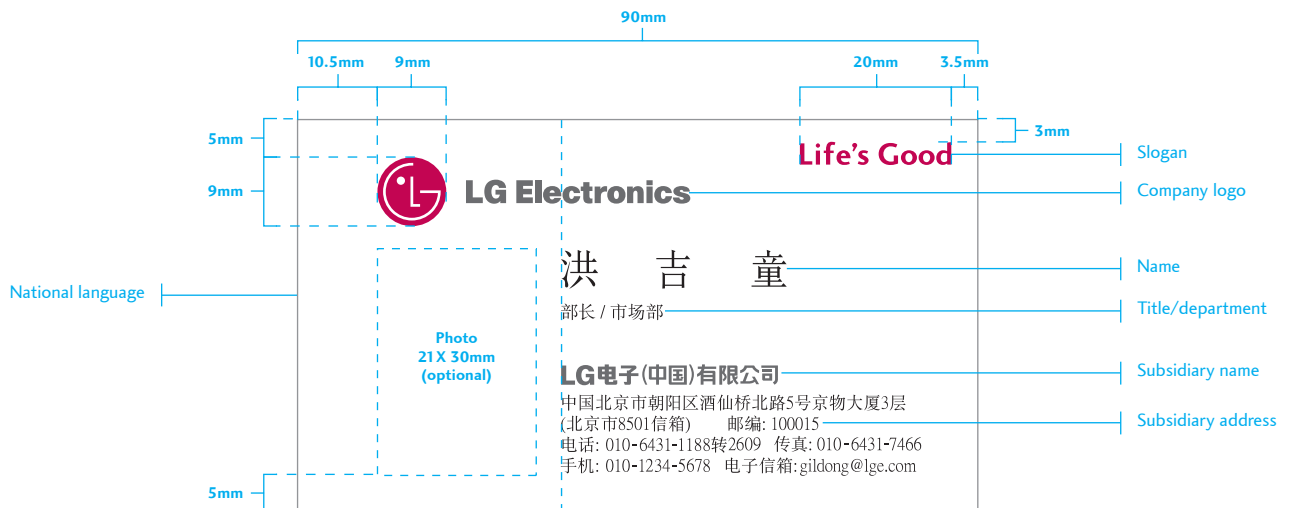 90mm
10.5mm
9mm
20mm
3.5mm
5mm
3mm
Life's Good
Slogan
9mm
LG
LG Electronics
Company logo
洪 吉 童
Name
National language
部长 / 市场部
Title/department
Photo
21 X 30mm
(optional)
LG电子(中国)有限公司
Subsidiary name
中国北京市朝阳区酒仙桥北路5号京物大厦3层
(北京市8501信箱) 邮编: 100015
Subsidiary address
电话: 010-6431-1188转2609 传真: 010-6431-7466
手机: 010-1234-5678 电子信箱:gildong@lge.com
5mm